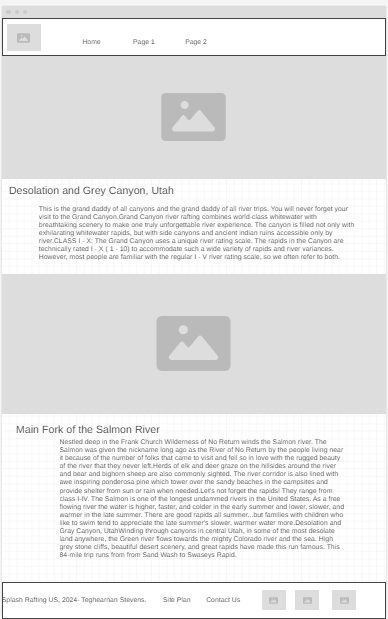 Home Page 1 Page 2
Desolation and Grey Canyon, Utah
This is the grand daddy of all canyons and the grand daddy of all river trips. You will never forget your
visit to the Grand Canyon.Grand Canyon river rafting combines world-class whitewater with
breathtaking scenery to make one truly unforgettable river experience. The canyon is filled not only with
exhilarating whitewater rapids, but with side canyons and ancient indian ruins accessible only by
river.CLASS I - X: The Grand Canyon uses a unique river rating scale. The rapids in the Canyon are
technically rated I - X ( 1 - 10) to accommodate such a wide variety of rapids and river variances.
However, most people are familiar with the regular I - V river rating scale, so we often refer to both.
Main Fork of the Salmon River
Nestled deep in the Frank Church Wilderness of No Return winds the Salmon river. The
Salmon was given the nickname long ago as the River of No Return by the people living near
it because of the number of folks that came to visit and fell so in love with the rugged beauty
of the river that they never left.Herds of elk and deer graze on the hillsides around the river
and bear and bighorn sheep are also commonly sighted. The river corridor is also lined with
awe inspiring ponderosa pine which tower over the sandy beaches in the campsites and
provide shelter from sun or rain when needed.Let's not forget the rapids! They range from
class I-IV. The Salmon is one of the longest undammed rivers in the United States. As a free
flowing river the water is higher, faster, and colder in the early summer and lower, slower, and
warmer in the late summer. There are good rapids all summer...but families with children who
like to swim tend to appreciate the late summer's slower, warmer water more.Desolation and
Gray Canyon, UtahWinding through canyons in central Utah, in some of the most desolate
land anywhere, the Green river flows towards the mighty Colorado river and the sea. High
grey stone cliffs, beautiful desert scenery, and great rapids have made this run famous. This
84-mile trip runs from from Sand Wash to Swaseys Rapid.
Splash Rafting US, 2024- Teghearnan Stevens. Site Plan Contact Us